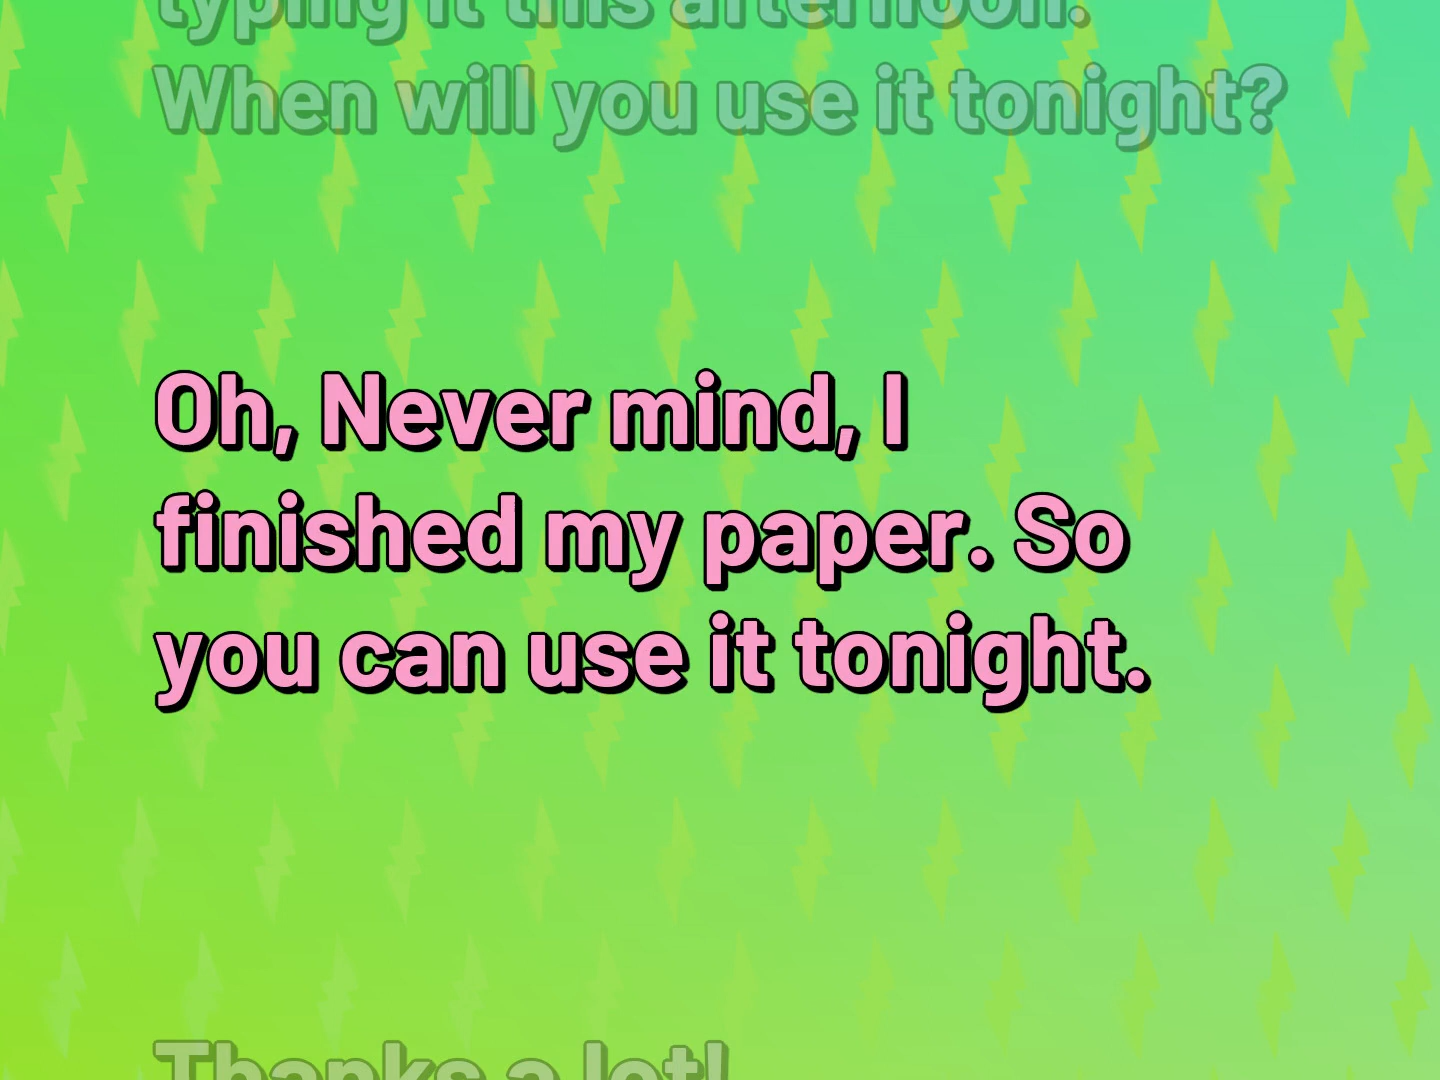 typing it this afternoon.
When will you use it tonight?
Oh, Never mind, I
finished my paper. So
you can use it tonight.
Thanks a lot!